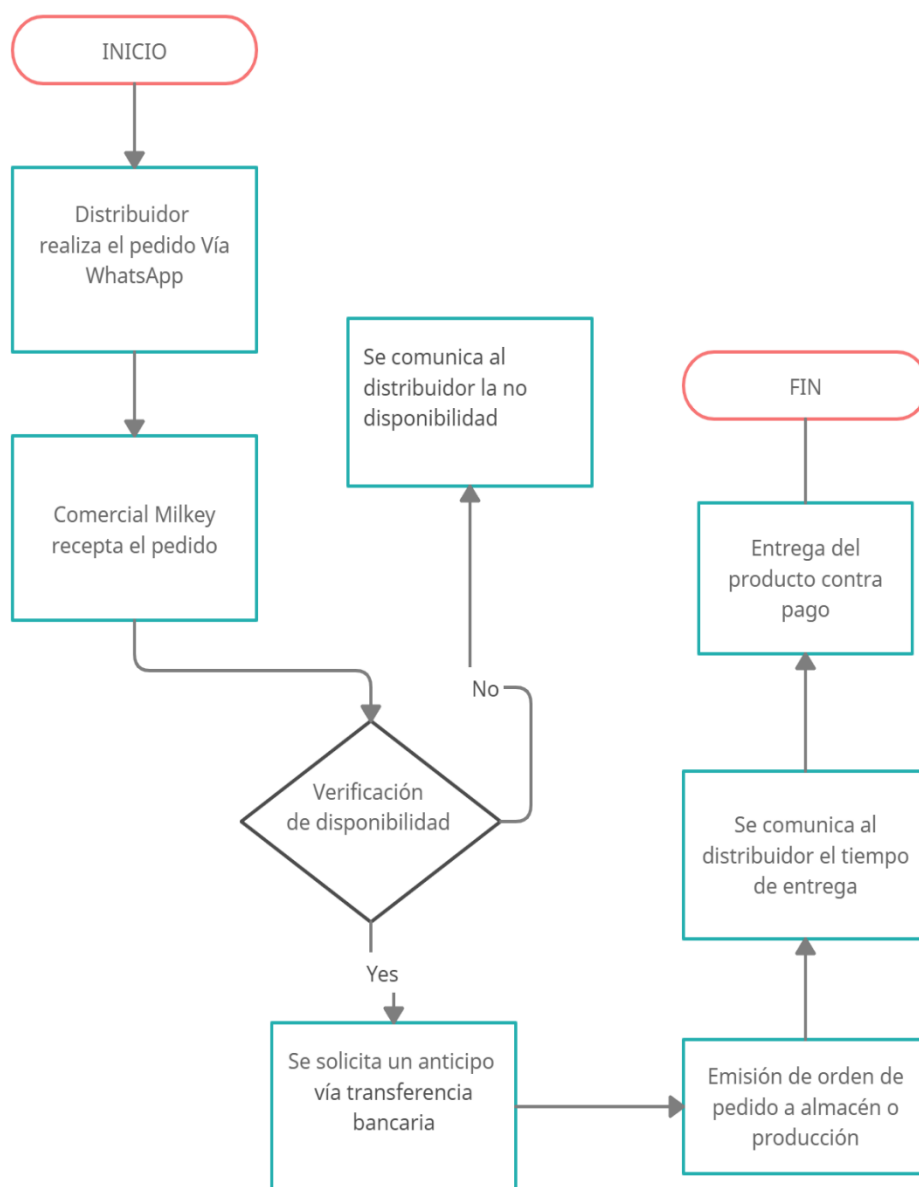 INICIO
Distribuidor
realiza el pedido Vía
WhatsApp
Comercial Milkey
recepta el pedido
Verificación
de disponibilidad
No
Se comunica al
distribuidor la no
disponibilidad
Yes
Se solicita un anticipo
vía transferencia
bancaria
Emisión de orden de
pedido a almacén o
producción
Se comunica al
distribuidor el tiempo
de entrega
Entrega del
producto contra
pago
FIN